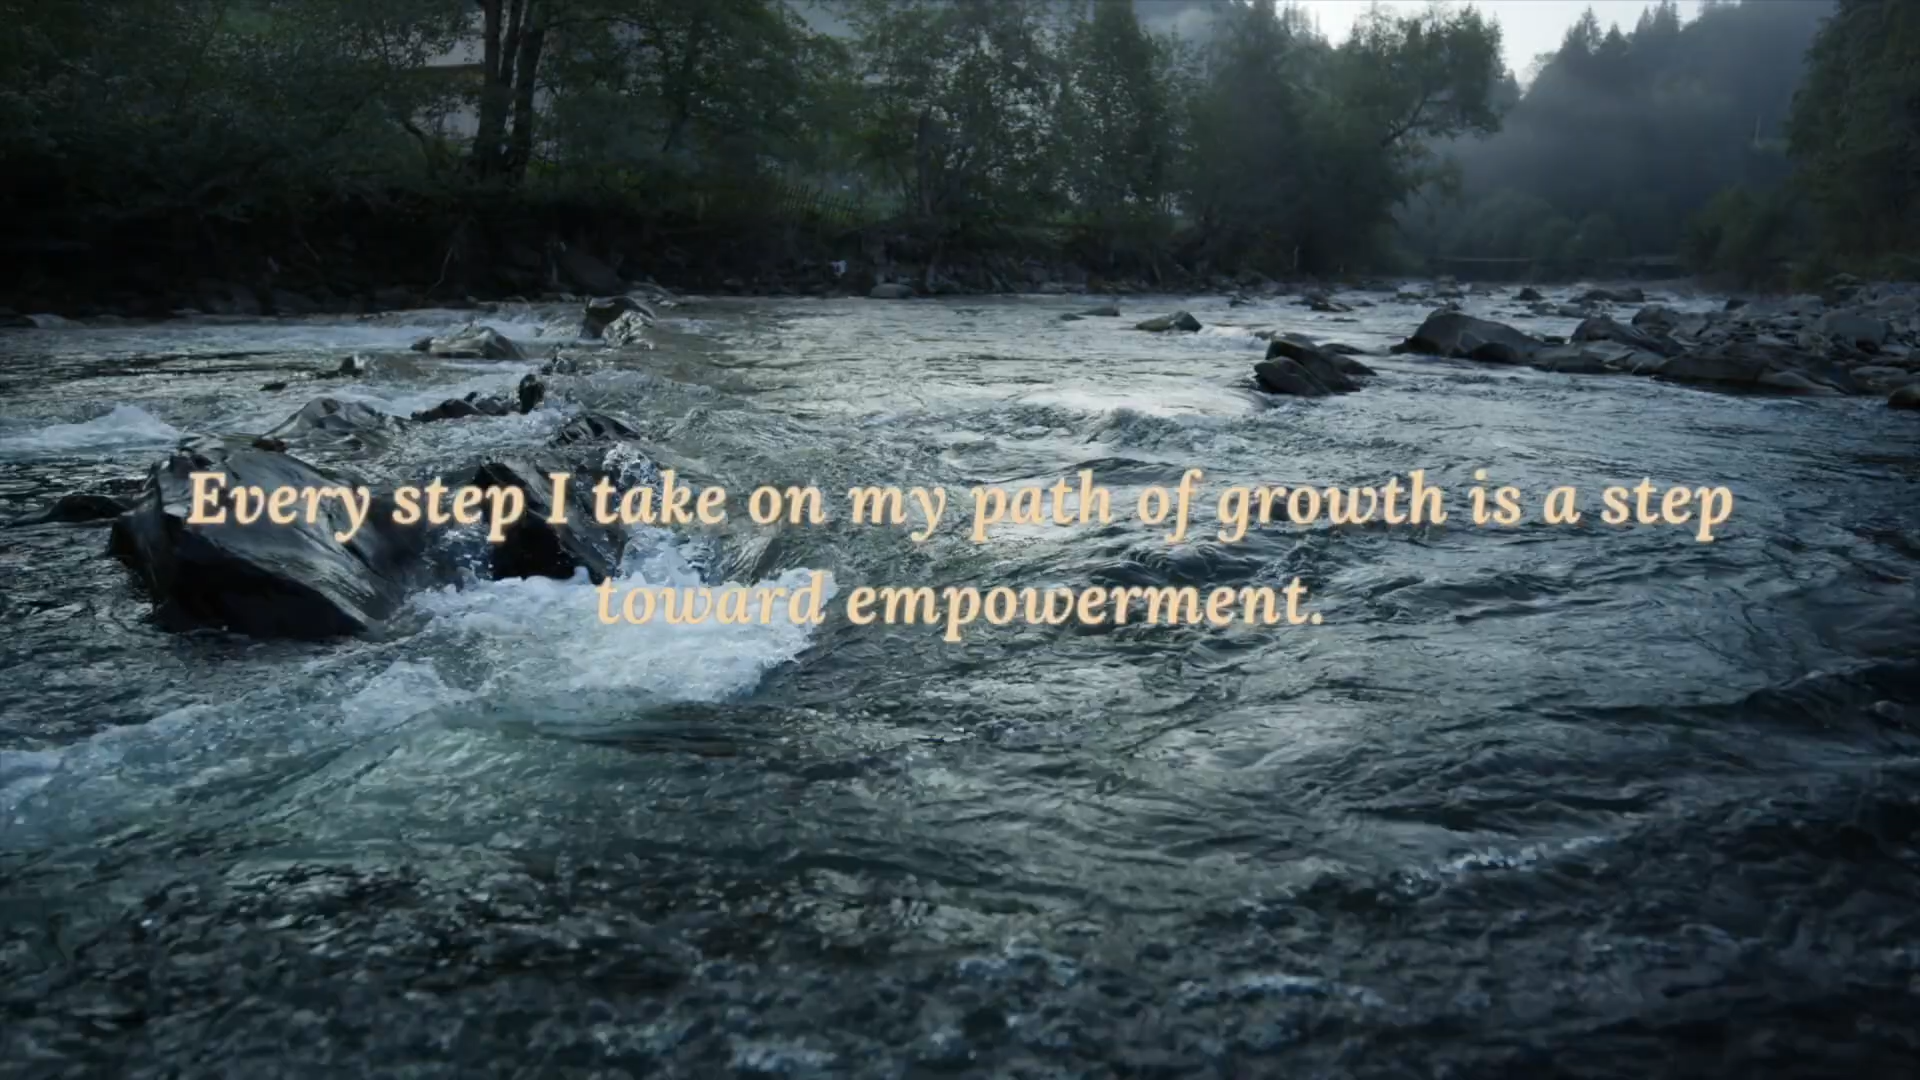 Every step I take on my path of growth is a step
toward empowerment.